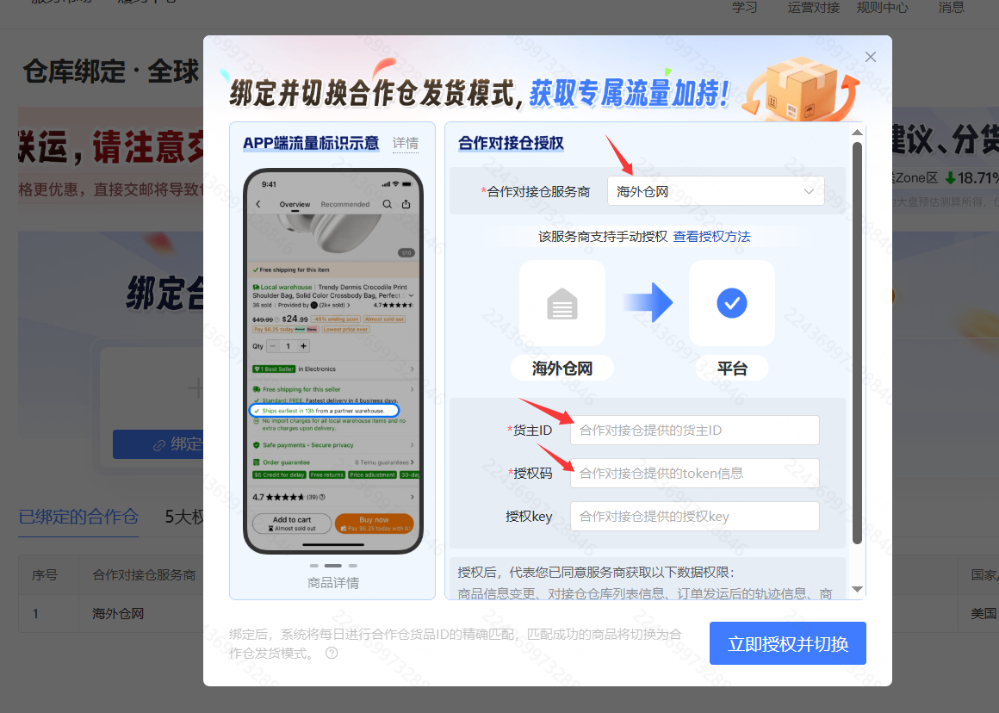 学习
运营对接
规则中心
消息
仓库绑定 · 全球
联运，请注意交
格更优惠，直接交邮将导致
建议、分货
Zone区
18.71%
绑定合
绑定
已绑定的合作仓
5大权
序号
合作对接仓服务商
国家
1
海外仓网
美国
绑定并切换合作仓发货模式，获取专属流量加持！
APP端流量标识示意
详情
9:41
Overview
Recommended
1/10
Free shipping for this item
Local warehouse | Trendy Dermis Crocodile Print
Shoulder Bag, Solid Color Crossbody Bag, Perfect
36 sold | Provided by (2k+ sold)
4.7
$49.99
$24.99
-45% ending soon
Almost sold out
Pay $6.25 today
Lowest price ever
Qty
1
1 Best Seller
in Electronics
Free shipping for this seller
Standard: FREE. Fastest delivery in 4 business days.
Ships earliest in 13h from a partner warehouse.
No import charges for all local warehouse items and no
extra charges upon delivery.
Safe payments • Secure privacy
Order guarantee
6 Temu guarantees
$5 Credit for delay
Free returns
Price adjustment
30-day
4.7
(39)
Add to cart
Almost sold out
Buy now
Pay $6.25 today with
商品详情
合作对接仓授权
*合作对接仓服务商
海外仓网
该服务商支持手动授权 查看授权方法
海外仓网
平台
*货主ID
合作对接仓提供的货主ID
*授权码
合作对接仓提供的token信息
授权key
合作对接仓提供的授权key
授权后，代表您已同意服务商获取以下数据权限：
商品信息变更、对接仓仓库列表信息、订单发运后的轨迹信息、商
绑定后，系统将每日进行合作仓货品ID的精确匹配，匹配成功的商品将切换为合
作仓发货模式。
立即授权并切换